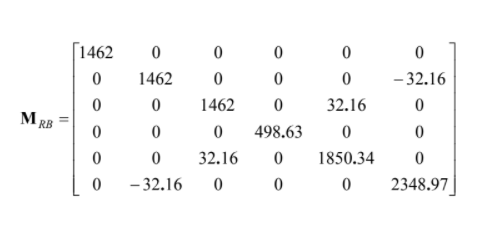 1462 0 0 0 0 0
0 1462 0 0 0 −32.16
0 0 1462 0 32.16 0
M RB = 0 0 0 498.63 0 0
0 0 32.16 0 1850.34 0
0 −32.16 0 0 0 2348.97